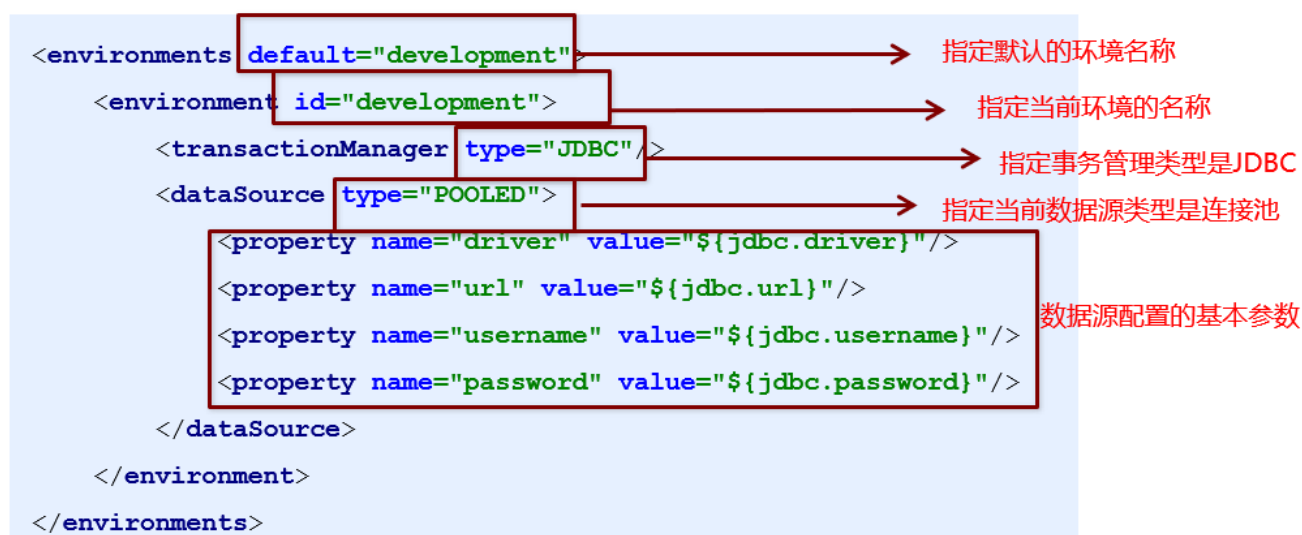 <environments default="development"> 指定默认的环境名称
<environment id="development"> 指定当前环境的名称
<transactionManager type="JDBC"/> 指定事务管理类型是JDBC
<dataSource type="POOLED"> 指定当前数据源类型是连接池
<property name="driver" value="${jdbc.driver}"/>
<property name="url" value="${jdbc.url}"/>
数据源配置的基本参数
<property name="username" value="${jdbc.username}"/>
<property name="password" value="${jdbc.password}"/>
</dataSource>
</environment>
</environments>